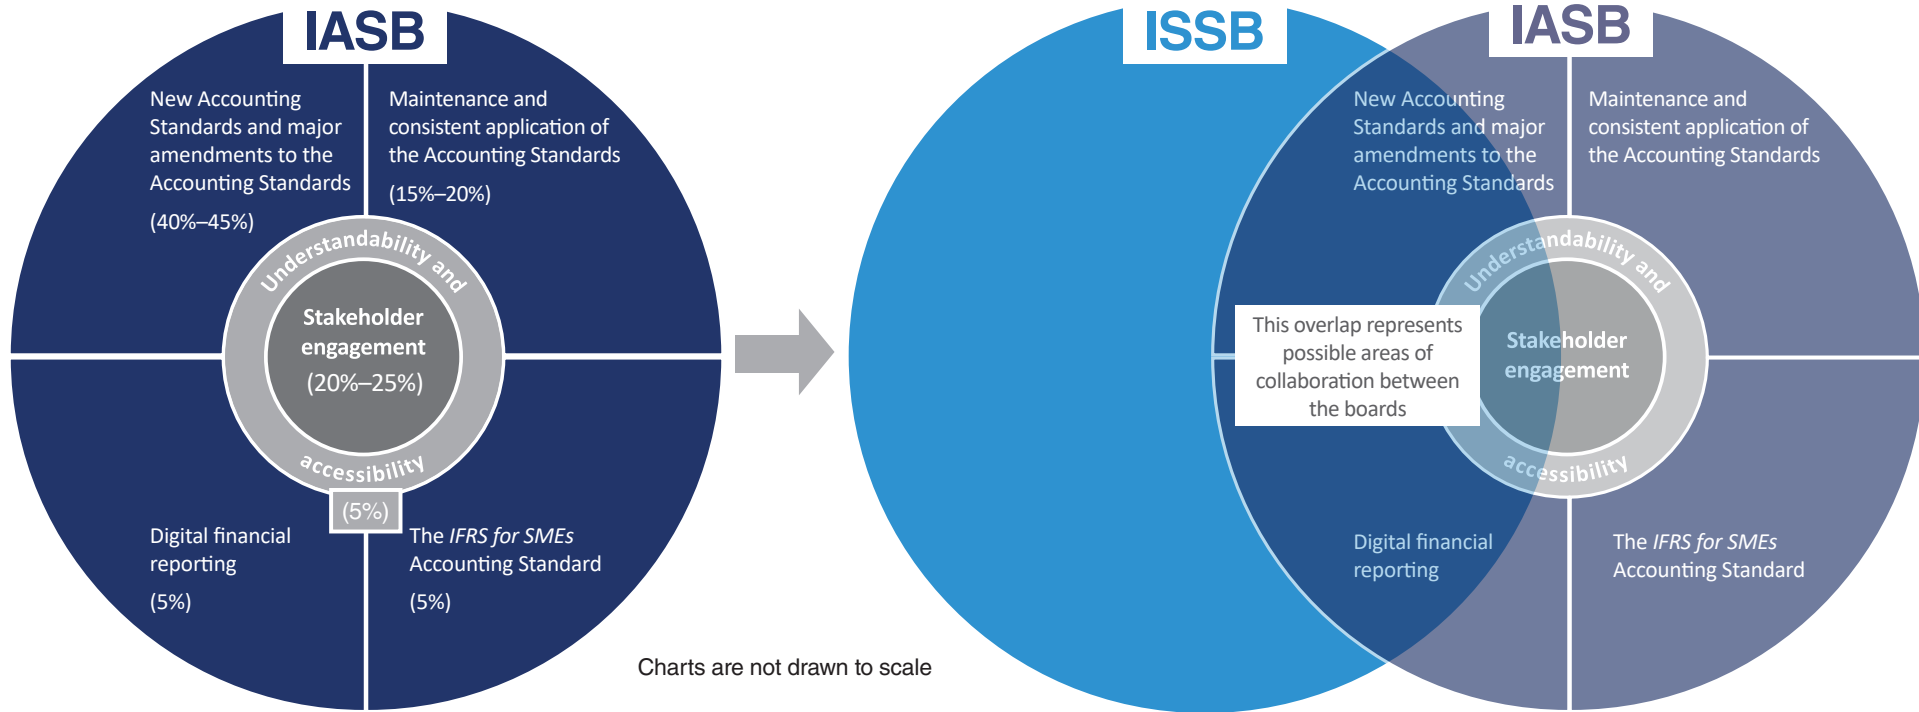 IASB
New Accounting
Standards and major
amendments to the
Accounting Standards
(40%–45%)
Maintenance and
consistent application of
the Accounting Standards
(15%–20%)
Understandability and
accessibility
(5%)
Stakeholder
engagement
(20%–25%)
Digital financial
reporting
(5%)
The IFRS for SMEs
Accounting Standard
(5%)
Charts are not drawn to scale
ISSB
IASB
New Accounting
Standards and major
amendments to the
Accounting Standards
Maintenance and
consistent application of
the Accounting Standards
Understandability and
accessibility
This overlap represents
possible areas of
collaboration between
the boards
Stakeholder
engagement
Digital financial
reporting
The IFRS for SMEs
Accounting Standard